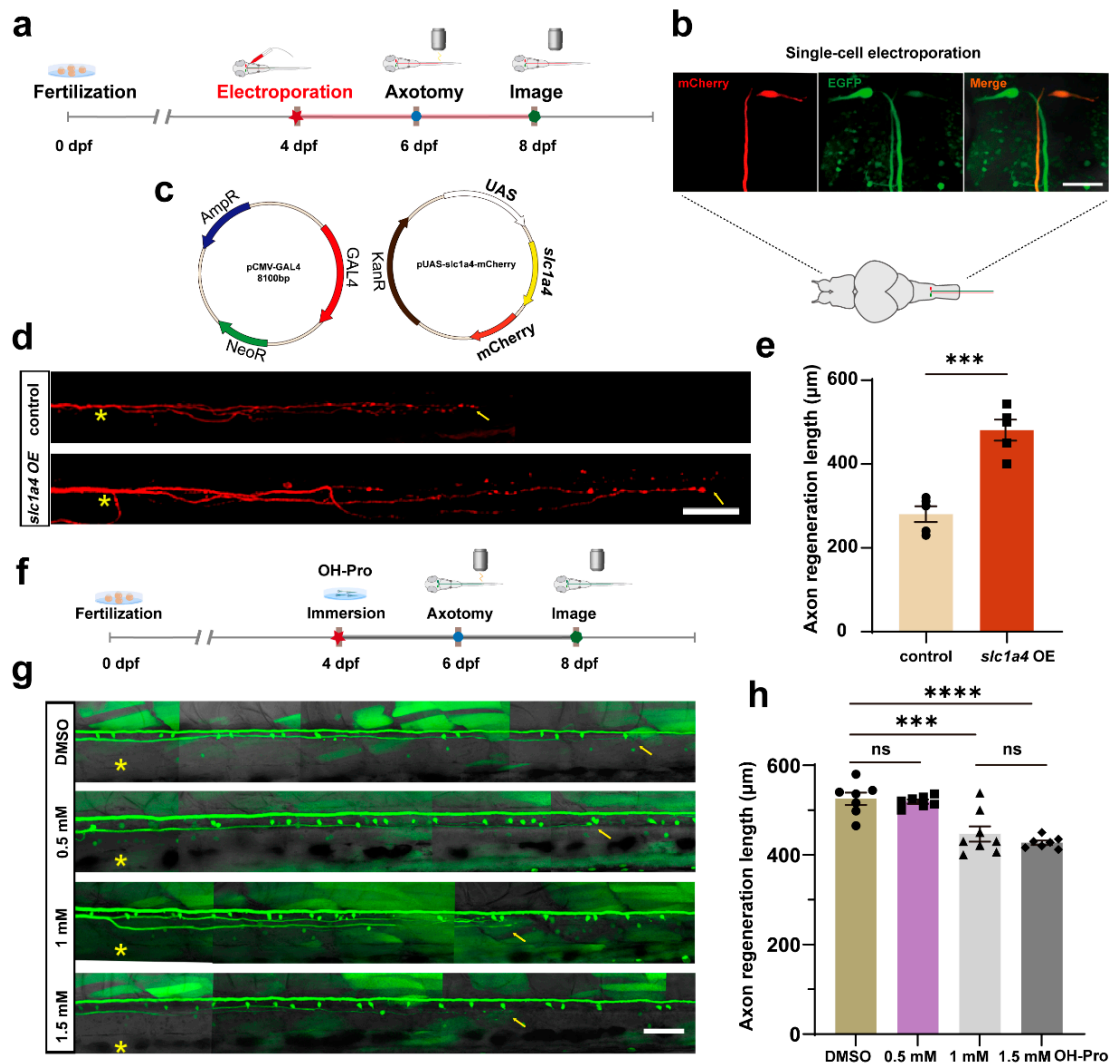 a
Fertilization
Electroporation
Axotomy
Image
0 dpf
4 dpf
6 dpf
8 dpf
b
Single-cell electroporation
mCherry
EGFP
Merge
c
AmpR
GAL4
NeoR
pCMV-GAL4
8100bp
UAS
slc1a4
mCherry
KanR
pUAS-slc1a4-mCherry
d
control
slc1a4 OE
*
*
e
***
Axon regeneration length (μm)
600
400
200
0
control
slc1a4 OE
f
Fertilization
OH-Pro
Immersion
Axotomy
Image
0 dpf
4 dpf
6 dpf
8 dpf
g
DMSO
0.5 mM
1 mM
1.5 mM
*
*
*
*
h
****
***
ns
ns
Axon regeneration length (μm)
600
400
200
0
DMSO
0.5 mM
1 mM
1.5 mM OH-Pro